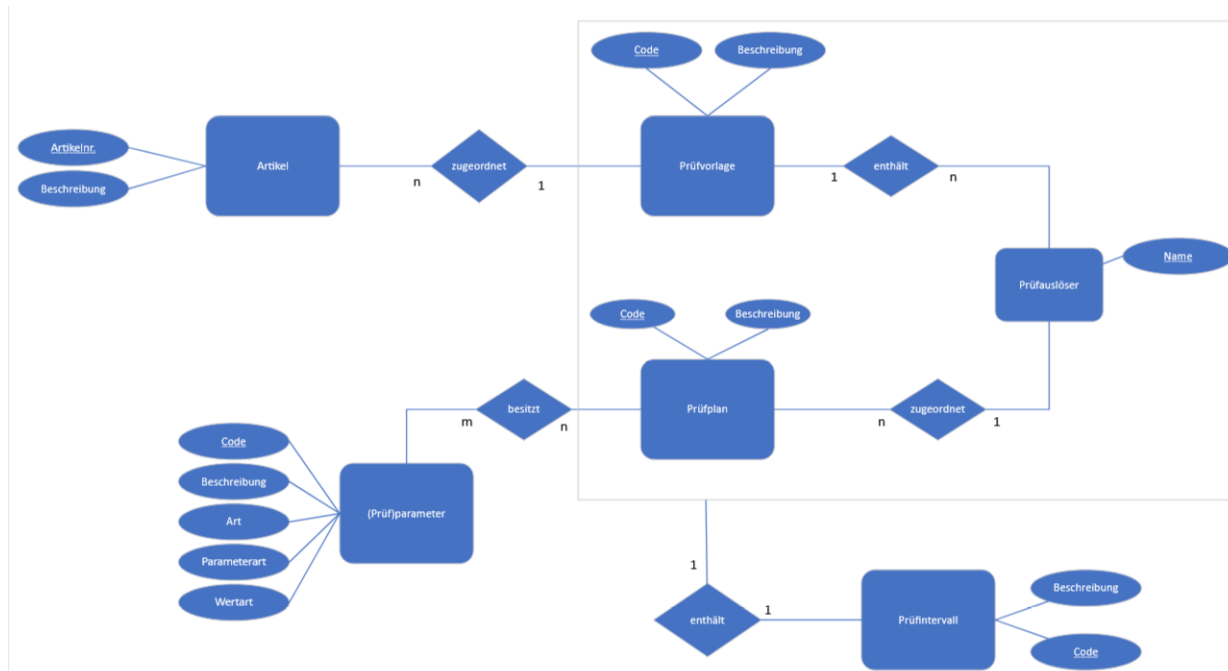 Code
Beschreibung
Artikelnr.
Beschreibung
Artikel
n
zugeordnet
1
Prüfvorlage
1
enthält
n
Prüfauslöser
Name
Code
Beschreibung
Prüfplan
n
zugeordnet
1
m
besitzt
n
Code
Beschreibung
Art
Parameterart
Wertart
(Prüf)parameter
1
enthält
1
Prüfintervall
Beschreibung
Code